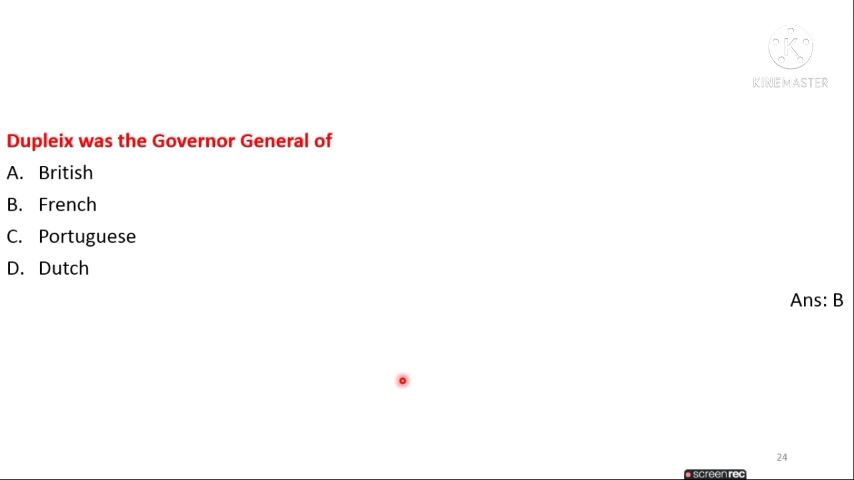 K
KINEMASTER
Dupleix was the Governor General of
A. British
B. French
C. Portuguese
D. Dutch
Ans: B
24
screenrec